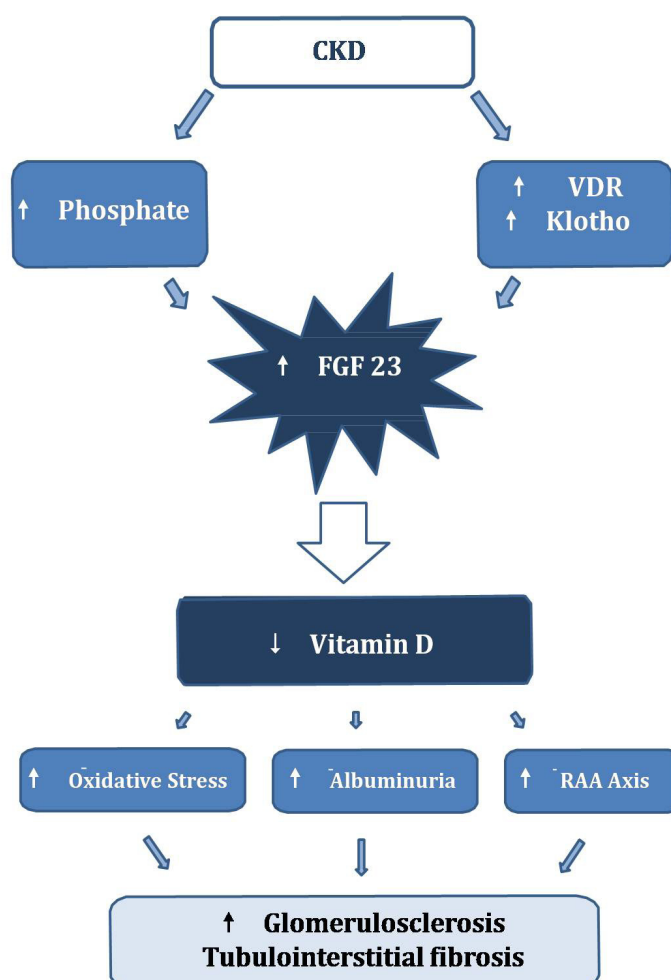 CKD
↑ Phosphate
↑ VDR
↑ Klotho
↑ FGF 23
↓ Vitamin D
↑ Oxidative Stress
↑ Albuminuria
↑ RAA Axis
↑ Glomerulosclerosis
Tubulointerstitial fibrosis